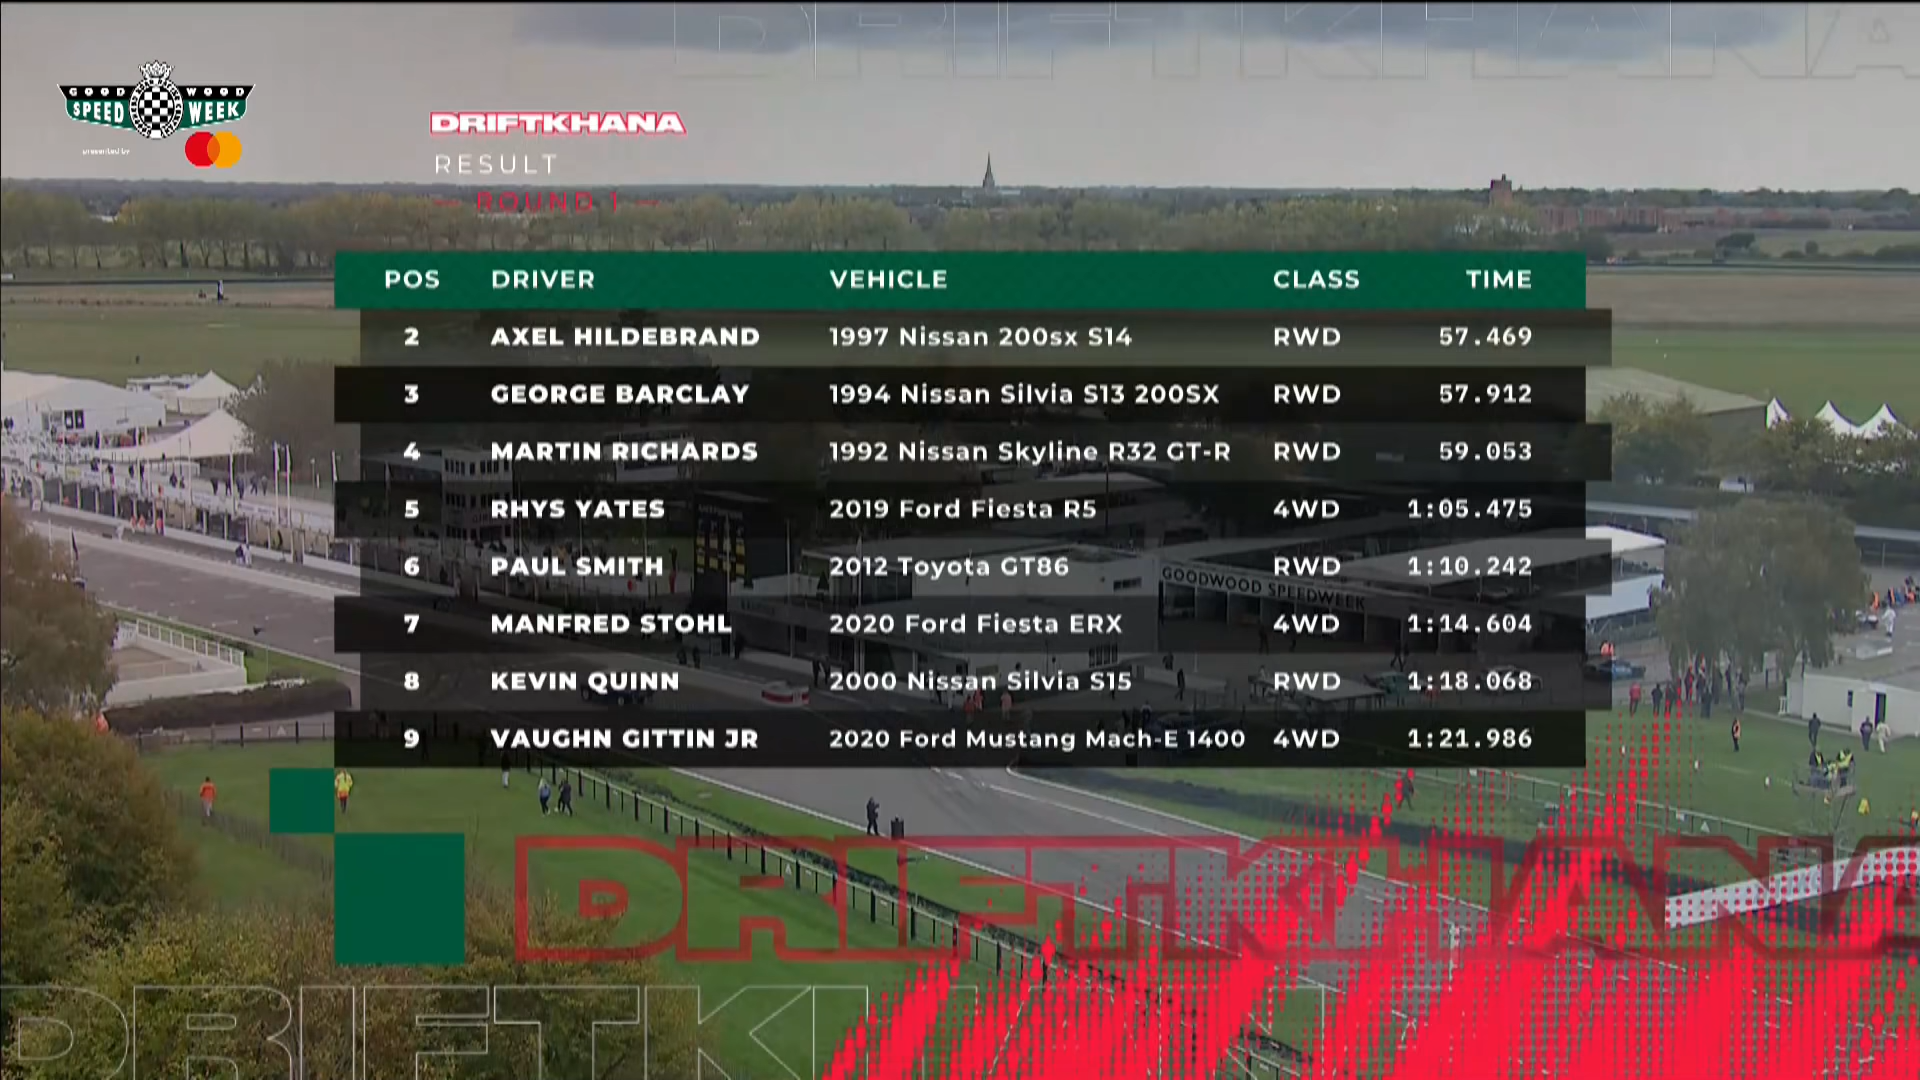 DRIFTKHANA
GOODWOOD
SPEED WEEK
presented by
DRIFTKHANA
RESULT
— ROUND 1 —
POS DRIVER VEHICLE CLASS TIME
2 AXEL HILDEBRAND 1997 Nissan 200sx S14 RWD 57.469
3 GEORGE BARCLAY 1994 Nissan Silvia S13 200SX RWD 57.912
4 MARTIN RICHARDS 1992 Nissan Skyline R32 GT-R RWD 59.053
5 RHYS YATES 2019 Ford Fiesta R5 4WD 1:05.475
6 PAUL SMITH 2012 Toyota GT86 RWD 1:10.242
GOODWOOD SPEEDWEEK
7 MANFRED STOHL 2020 Ford Fiesta ERX 4WD 1:14.604
8 KEVIN QUINN 2000 Nissan Silvia S15 RWD 1:18.068
9 VAUGHN GITTIN JR 2020 Ford Mustang Mach-E 1400 4WD 1:21.986
DRIFTKHANA
DRIFTKHA